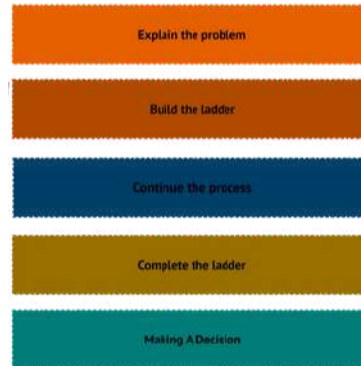 Explain the problem
Build the ladder
Continue the process
Complete the ladder
Making A Decision